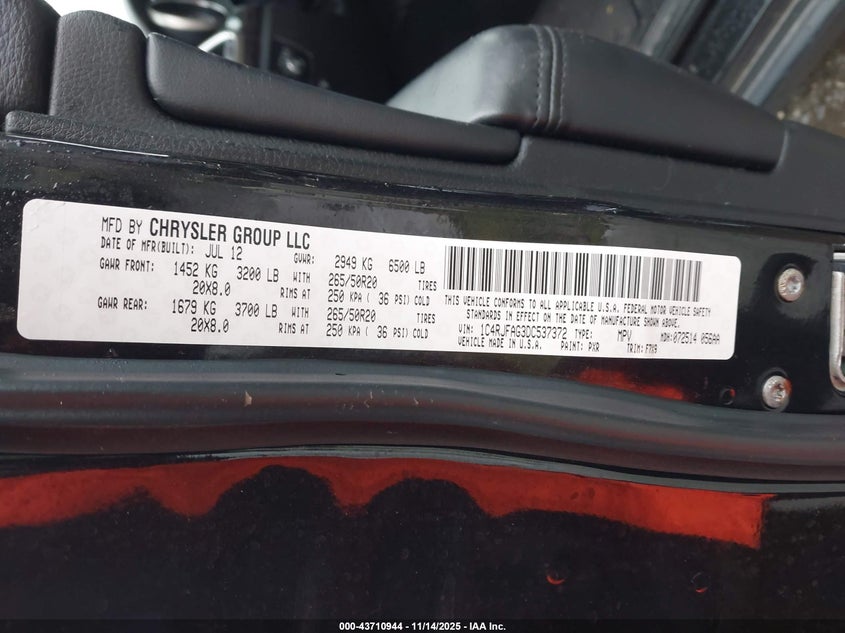 MFD BY CHRYSLER GROUP LLC
DATE OF MFR(BUILT): JUL 12 GVWR: 2949 KG 6500 LB
GAWR FRONT: 1452 KG 3200 LB WITH 265/50R20 TIRES
20X8.0 RIMS AT 250 KPA ( 36 PSI) COLD
GAWR REAR: 1679 KG 3700 LB WITH 265/50R20 TIRES
20X8.0 RIMS AT 250 KPA ( 36 PSI) COLD
THIS VEHICLE CONFORMS TO ALL APPLICABLE U.S.A. FEDERAL MOTOR VEHICLE SAFETY
STANDARDS IN EFFECT ON THE DATE OF MANUFACTURE SHOWN ABOVE.
VIN: 1C4RJFAG3DC537372 TYPE: MPV MDH: 072514 056AA
VEHICLE MADE IN U.S.A. PAINT: PXR TRIM: F7X9
000-43710944 - 11/14/2025 - IAA Inc.